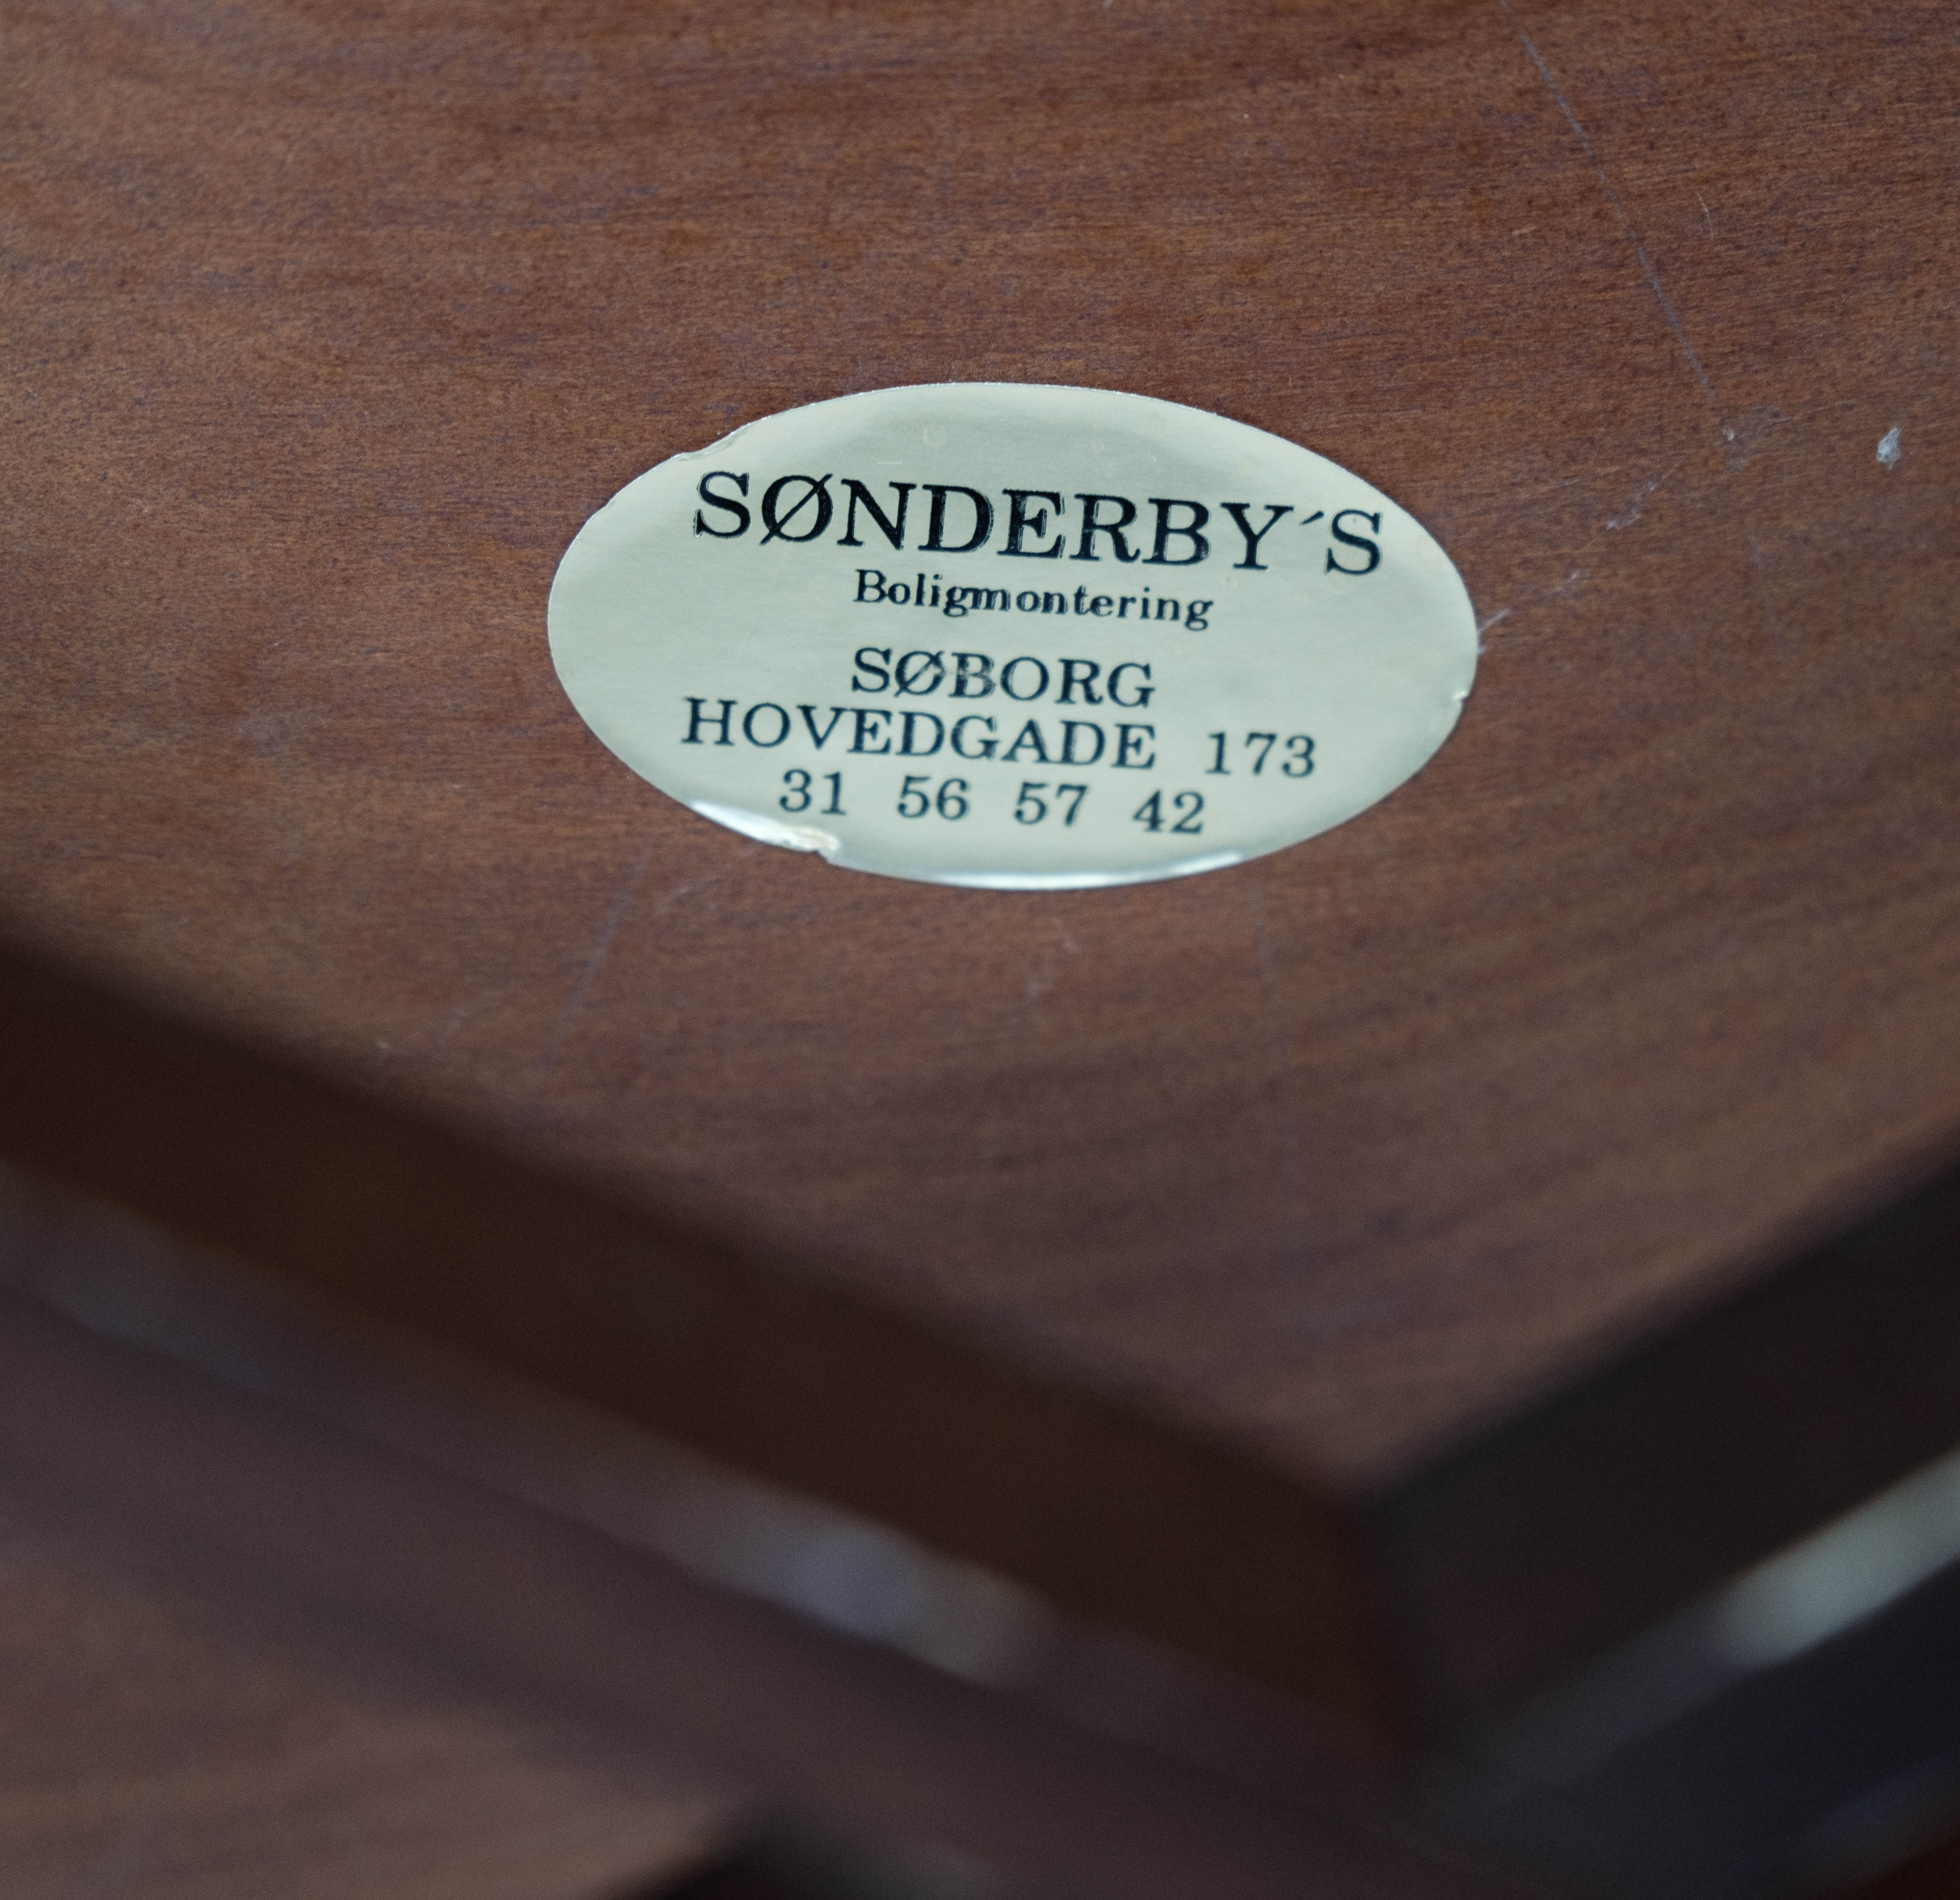 SØNDERBY´S
Boligmontering
SØBORG
HOVEDGADE 173
31 56 57 42